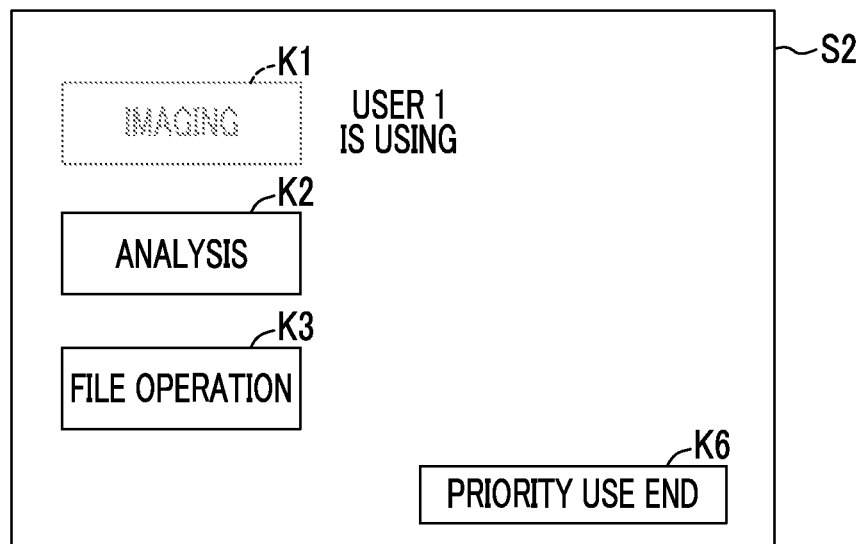 S2
K1
IMAGING
USER 1
IS USING
K2
ANALYSIS
K3
FILE OPERATION
K6
PRIORITY USE END